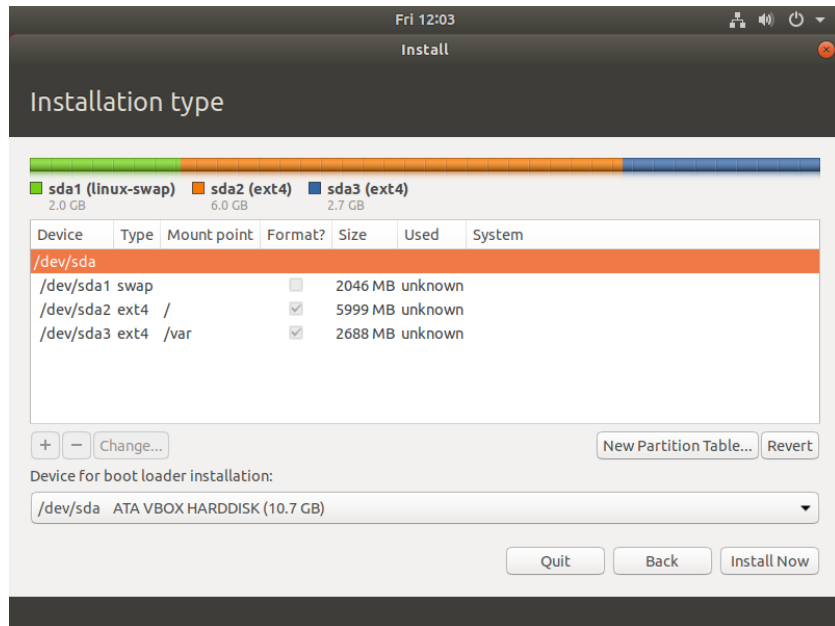 Fri 12:03
Install
Installation type
sda1 (linux-swap) sda2 (ext4) sda3 (ext4)
2.0 GB 6.0 GB 2.7 GB
Device Type Mount point Format? Size Used System
/dev/sda
/dev/sda1 swap 2046 MB unknown
/dev/sda2 ext4 / 5999 MB unknown
/dev/sda3 ext4 /var 2688 MB unknown
+ − Change... New Partition Table... Revert
Device for boot loader installation:
/dev/sda ATA VBOX HARDDISK (10.7 GB)
Quit Back Install Now